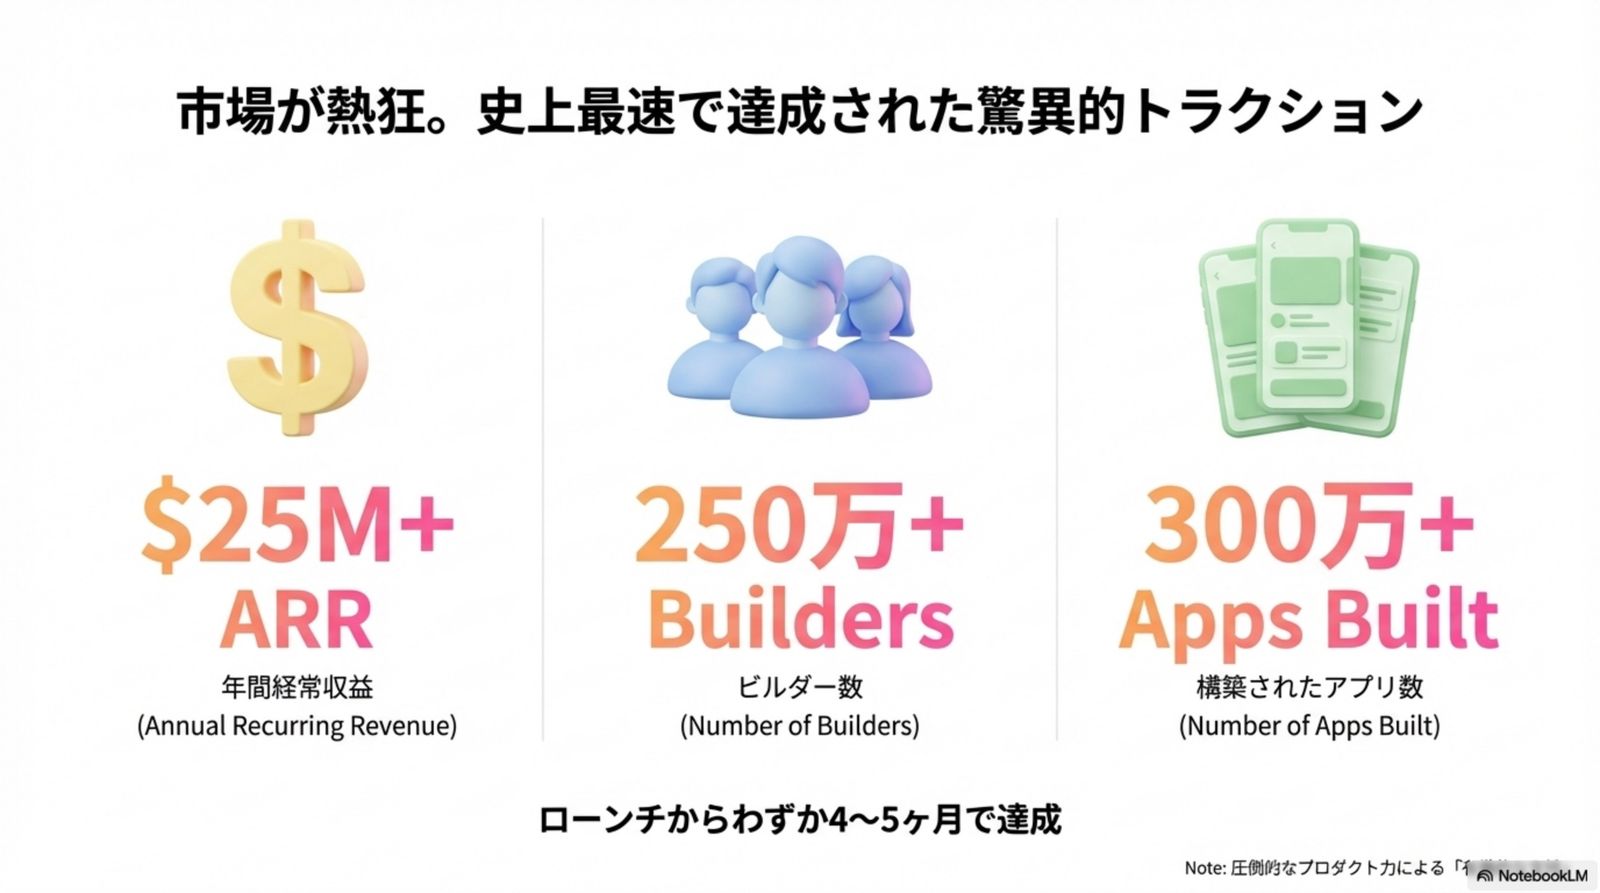 市場が熱狂。史上最速で達成された驚異的トラクション
$25M+
ARR
年間経常収益
(Annual Recurring Revenue)
250万+
Builders
ビルダー数
(Number of Builders)
300万+
Apps Built
構築されたアプリ数
(Number of Apps Built)
ローンチからわずか4〜5ヶ月で達成
Note: 圧倒的なプロダクト力による「
NotebookLM